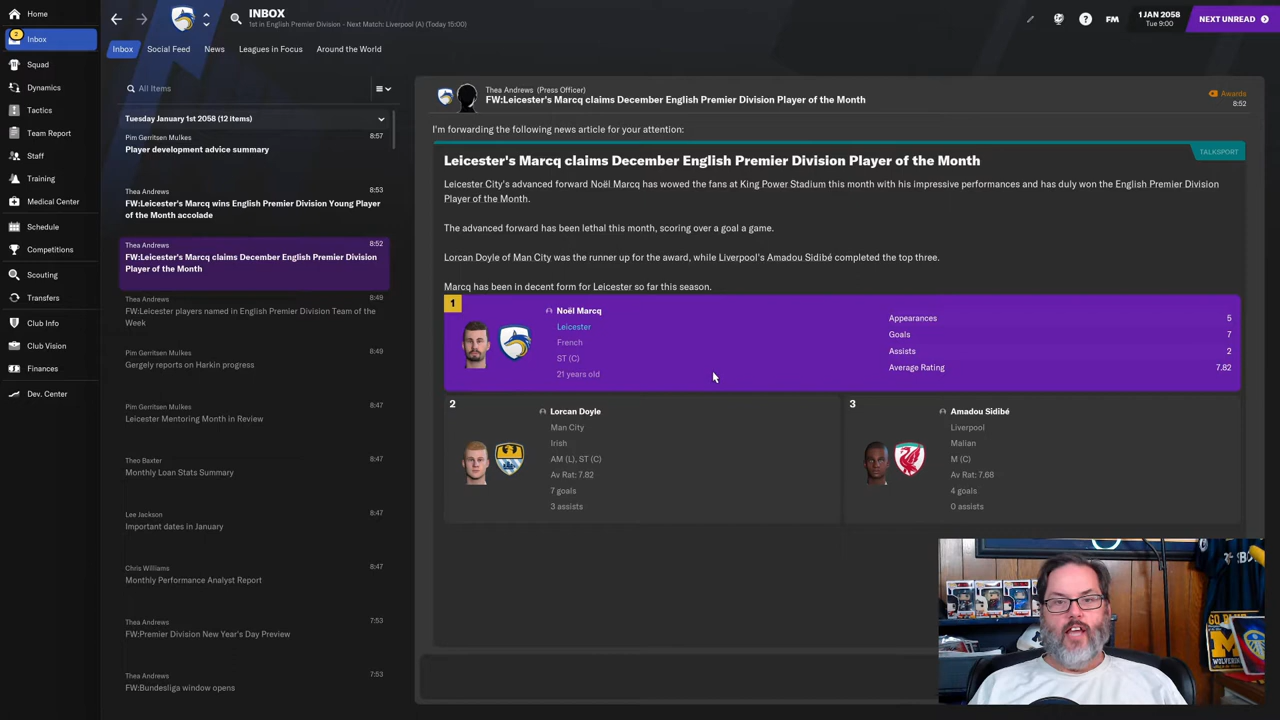 Home
2
Inbox
Squad
Dynamics
Tactics
Team Report
Staff
Training
Medical Center
Schedule
Competitions
Scouting
Transfers
Club Info
Club Vision
Finances
Dev. Center
INBOX
1st in English Premier Division - Next Match: Liverpool (A) (Today 15:00)
FM
1 JAN 2058
Tue 9:00
NEXT UNREAD
Inbox
Social Feed
News
Leagues in Focus
Around the World
All Items
Tuesday January 1st 2058 (12 items)
Pim Gerritsen Mulkes 8:57
Player development advice summary
Thea Andrews 8:53
FW:Leicester's Marcq wins English Premier Division Young Player
of the Month accolade
Thea Andrews 8:52
FW:Leicester's Marcq claims December English Premier Division
Player of the Month
Thea Andrews 8:49
FW:Leicester players named in English Premier Division Team of the
Week
Pim Gerritsen Mulkes 8:49
Gergely reports on Harkin progress
Pim Gerritsen Mulkes 8:47
Leicester Mentoring Month in Review
Theo Baxter 8:47
Monthly Loan Stats Summary
Lee Jackson 8:47
Important dates in January
Chris Williams 8:47
Monthly Performance Analyst Report
Thea Andrews 7:53
FW:Premier Division New Year's Day Preview
Thea Andrews 7:53
FW:Bundesliga window opens
Thea Andrews (Press Officer)
FW:Leicester's Marcq claims December English Premier Division Player of the Month
Awards
8:52
I'm forwarding the following news article for your attention:
TALKSPORT
Leicester's Marcq claims December English Premier Division Player of the Month
Leicester City's advanced forward Noël Marcq has wowed the fans at King Power Stadium this month with his impressive performances and has duly won the English Premier Division
Player of the Month.
The advanced forward has been lethal this month, scoring over a goal a game.
Lorcan Doyle of Man City was the runner up for the award, while Liverpool's Amadou Sidibé completed the top three.
Marcq has been in decent form for Leicester so far this season.
1
Noël Marcq
Leicester
French
ST (C)
21 years old
Appearances 5
Goals 7
Assists 2
Average Rating 7.82
2
Lorcan Doyle
Man City
Irish
AM (L), ST (C)
Av Rat: 7.82
7 goals
3 assists
3
Amadou Sidibé
Liverpool
Malian
M (C)
Av Rat: 7.68
4 goals
0 assists
GO BLUE
M
WOLVERINES